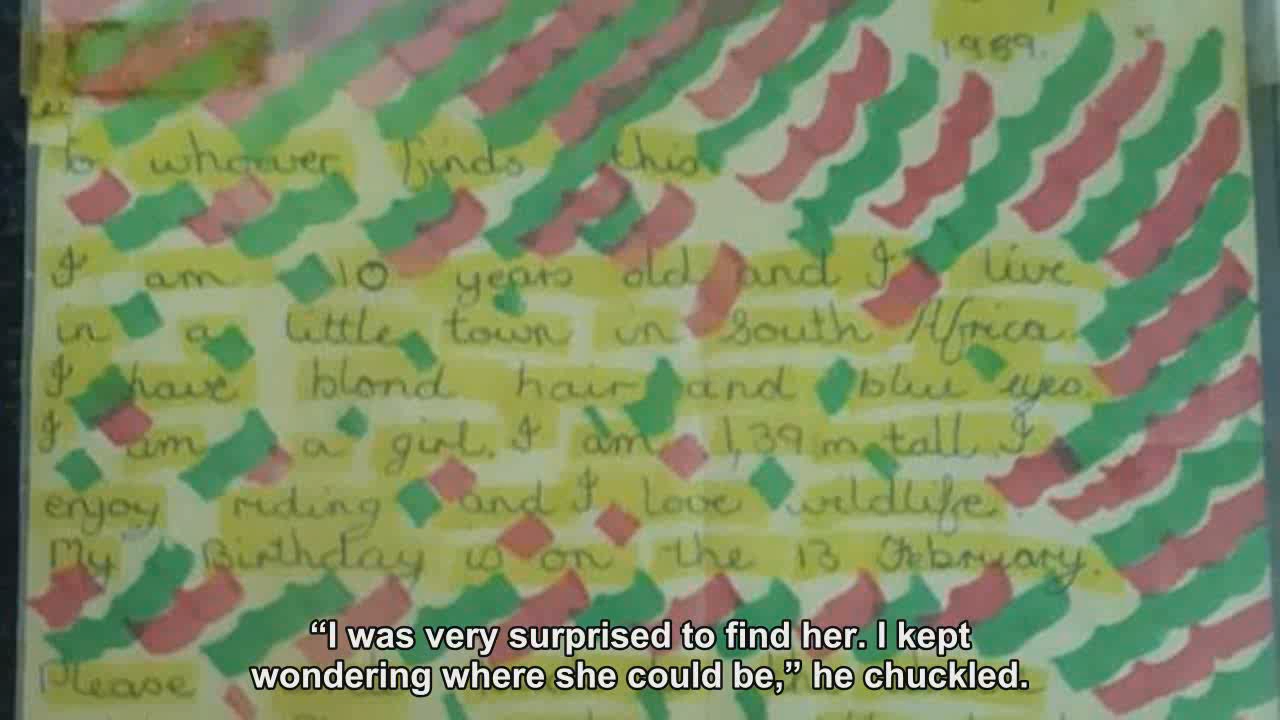 1989.
to whoever finds this.
I am 10 years old and I live
in a little town in South Africa.
I have blond hair and blue eyes.
I am a girl. I am 1,39 m tall. I
enjoy riding and I love wildlife.
My Birthday is on the 13 February.
Please
“I was very surprised to find her. I kept
wondering where she could be,” he chuckled.